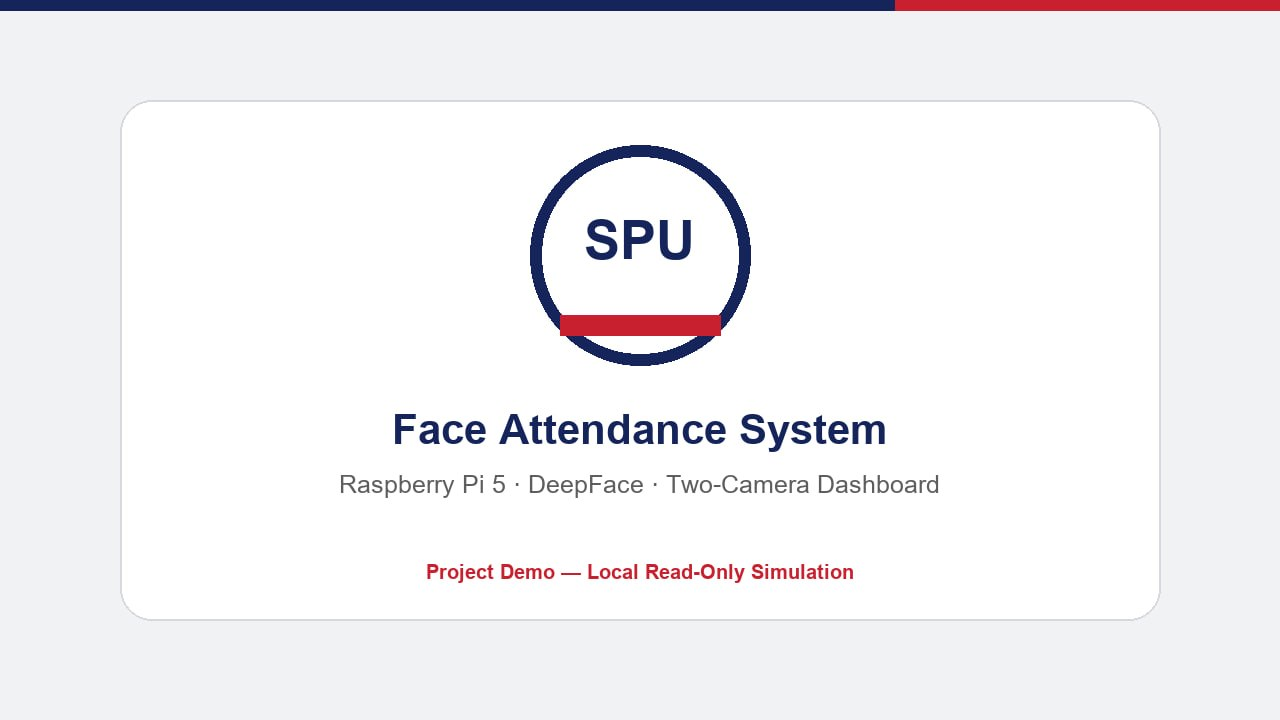 SPU
Face Attendance System
Raspberry Pi 5 · DeepFace · Two-Camera Dashboard
Project Demo — Local Read-Only Simulation